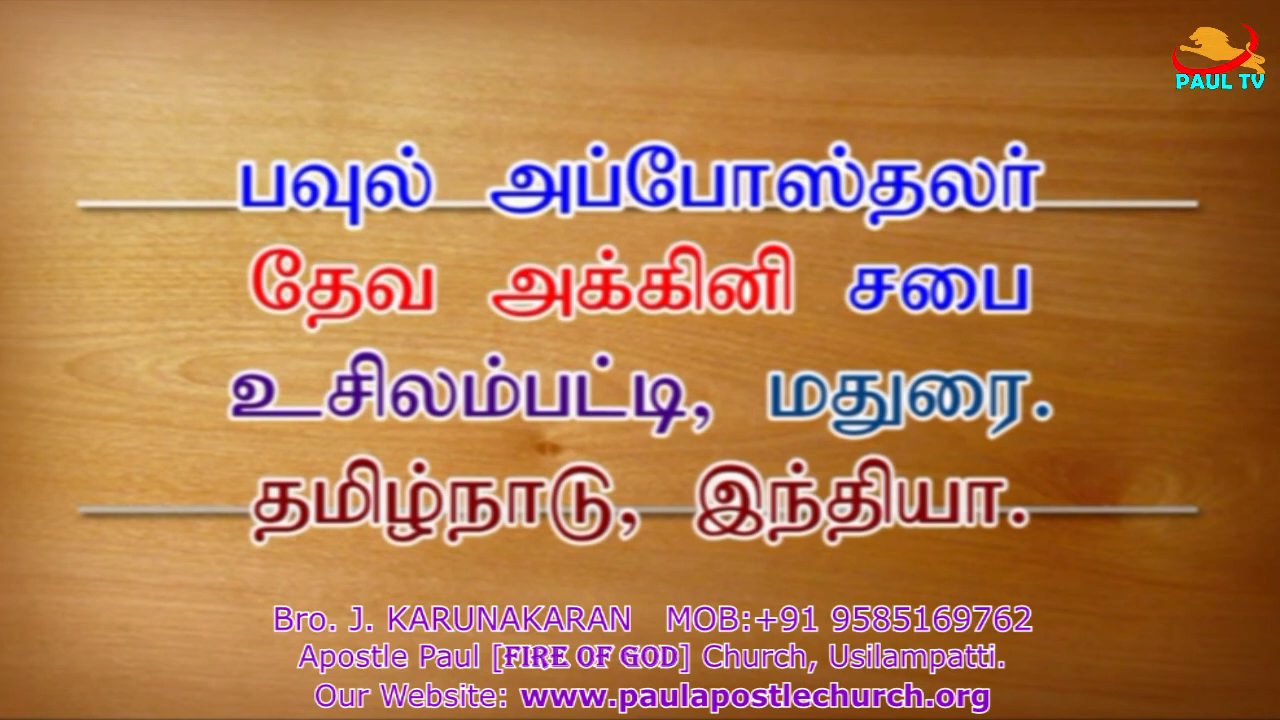 PAUL TV
பவுல் அப்போஸ்தலர்
தேவ அக்கினி சபை
உசிலம்பட்டி, மதுரை.
தமிழ்நாடு, இந்தியா.
Bro. J. KARUNAKARAN MOB:+91 9585169762
Apostle Paul [FIRE OF GOD] Church, Usilampatti.
Our Website: www.paulapostlechurch.org